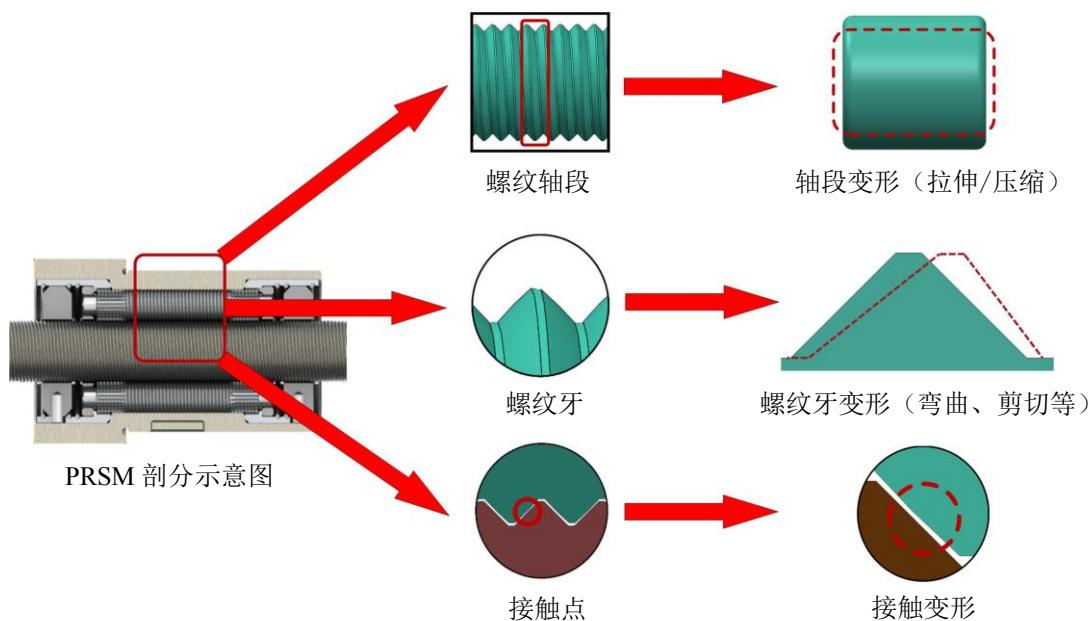 螺纹轴段
轴段变形（拉伸/压缩）
螺纹牙
螺纹牙变形（弯曲、剪切等）
PRSM 剖分示意图
接触点
接触变形